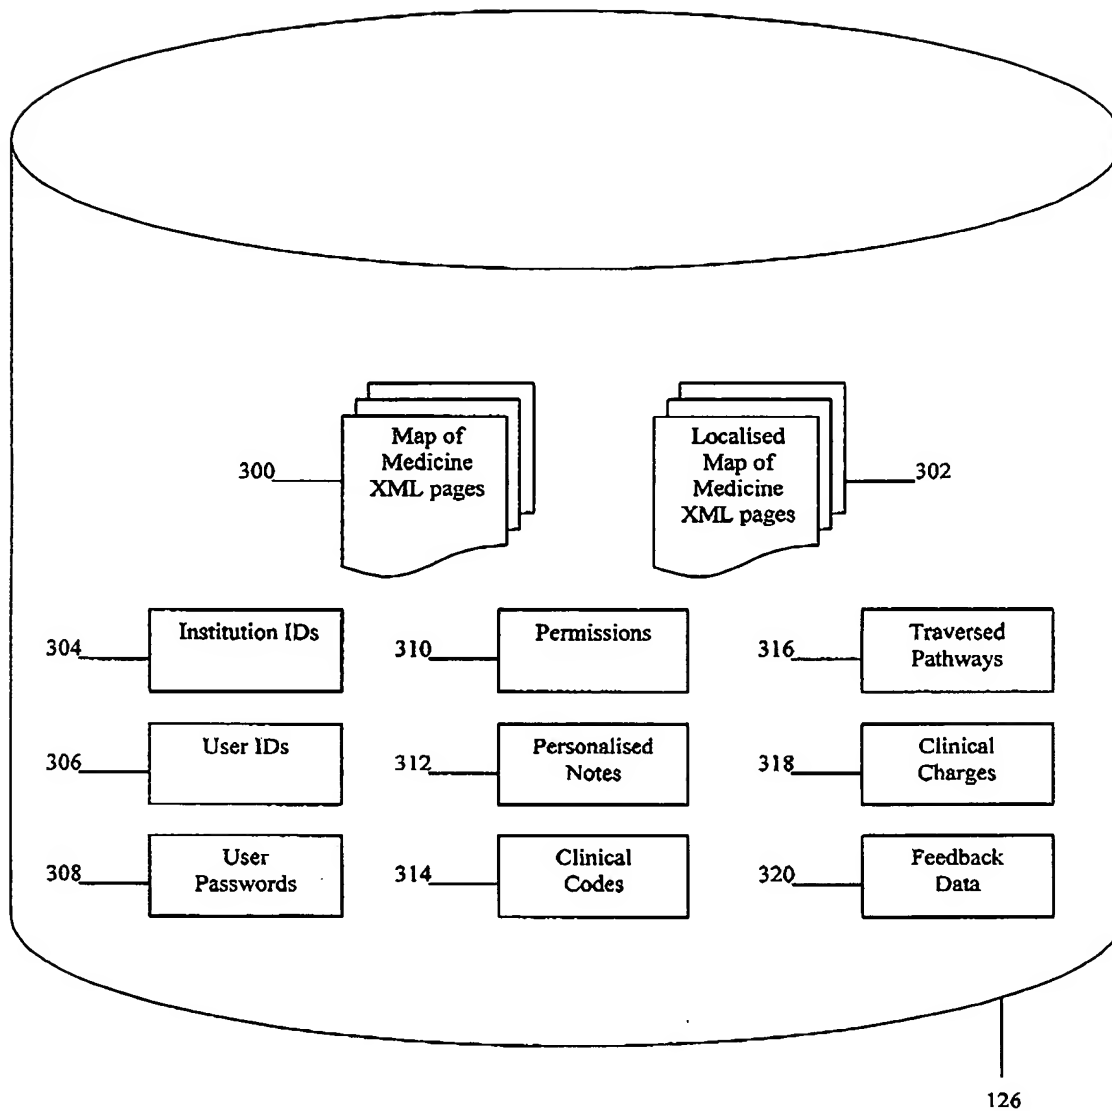 Map of
Medicine
XML pages
300
Localised
Map of
Medicine
XML pages
302
304
Institution IDs
310
Permissions
316
Traversed
Pathways
306
User IDs
312
Personalised
Notes
318
Clinical
Charges
308
User
Passwords
314
Clinical
Codes
320
Feedback
Data
126